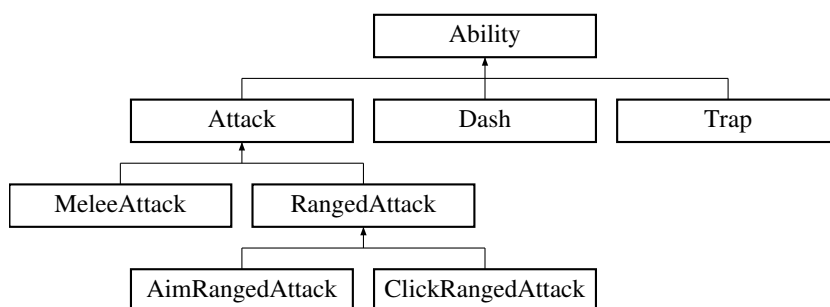 Ability
Attack
Dash
Trap
MeleeAttack
RangedAttack
AimRangedAttack
ClickRangedAttack